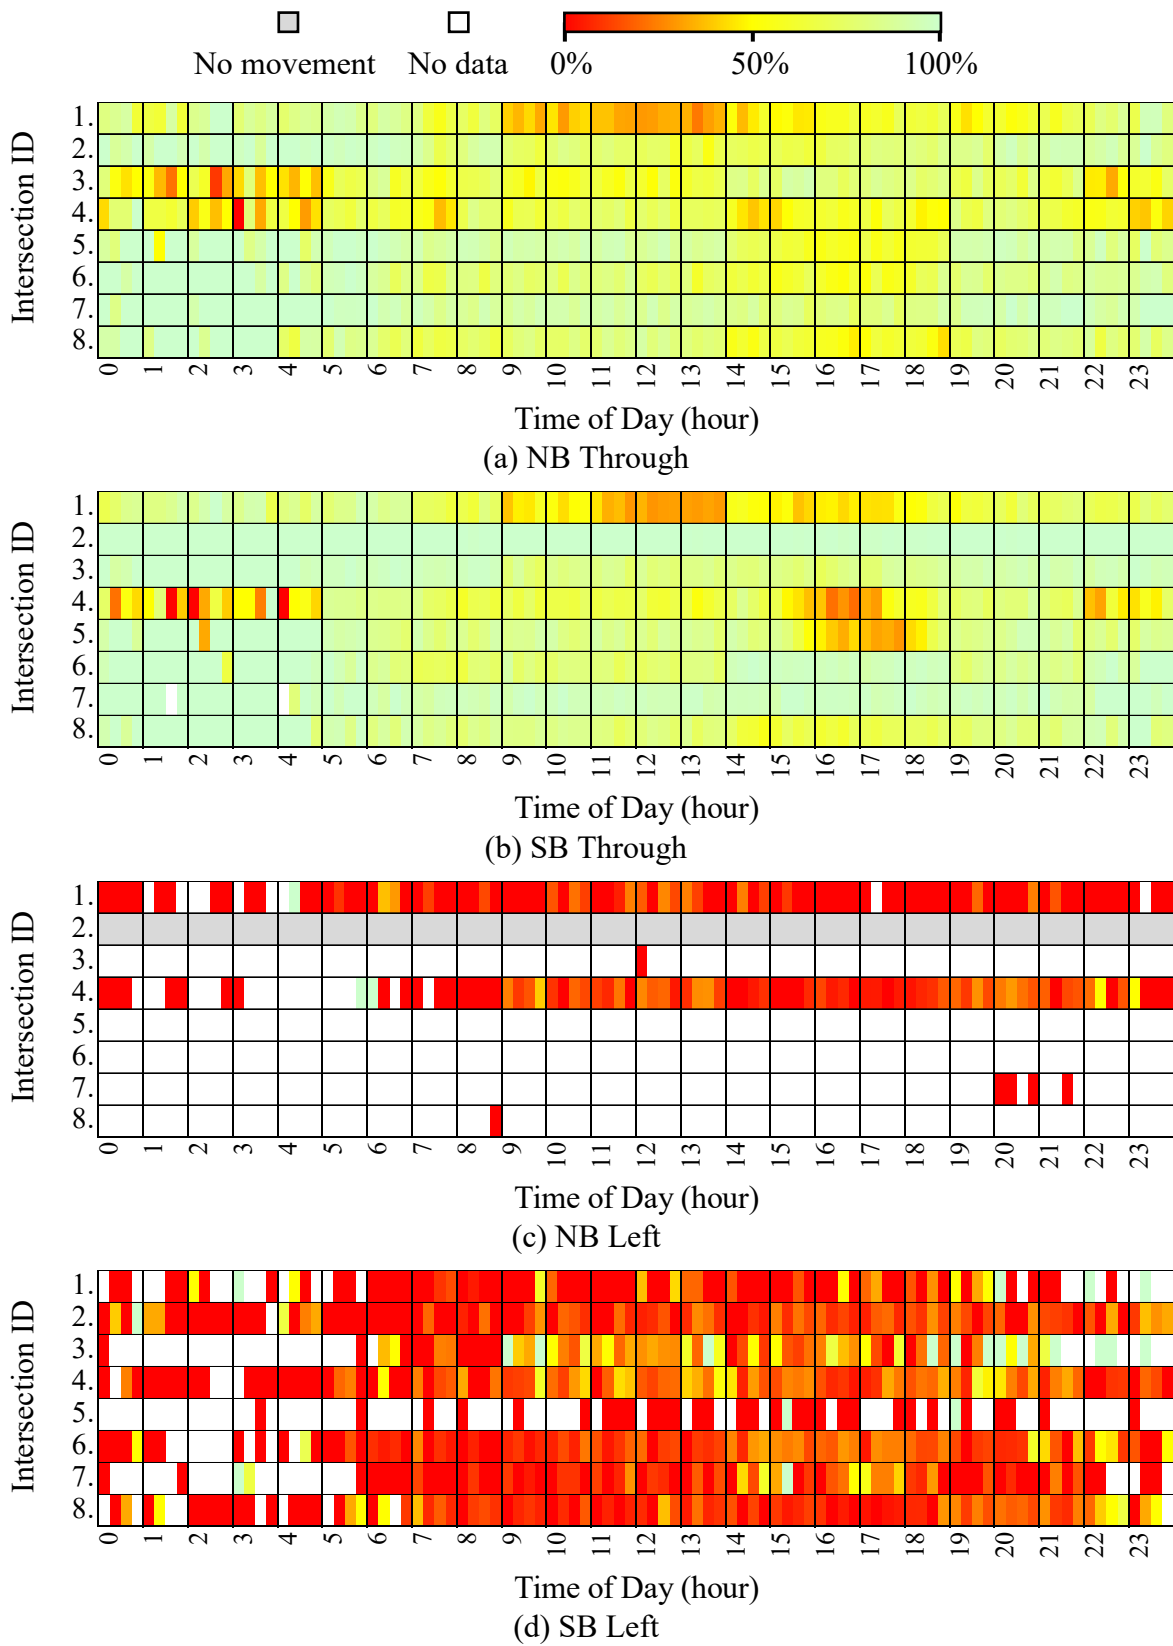 No movement No data 0% 50% 100%
Intersection ID
1.
2.
3.
4.
5.
6.
7.
8.
0 1 2 3 4 5 6 7 8 9 10 11 12 13 14 15 16 17 18 19 20 21 22 23
Time of Day (hour)
(a) NB Through
Intersection ID
1.
2.
3.
4.
5.
6.
7.
8.
0 1 2 3 4 5 6 7 8 9 10 11 12 13 14 15 16 17 18 19 20 21 22 23
Time of Day (hour)
(b) SB Through
Intersection ID
1.
2.
3.
4.
5.
6.
7.
8.
0 1 2 3 4 5 6 7 8 9 10 11 12 13 14 15 16 17 18 19 20 21 22 23
Time of Day (hour)
(c) NB Left
Intersection ID
1.
2.
3.
4.
5.
6.
7.
8.
0 1 2 3 4 5 6 7 8 9 10 11 12 13 14 15 16 17 18 19 20 21 22 23
Time of Day (hour)
(d) SB Left